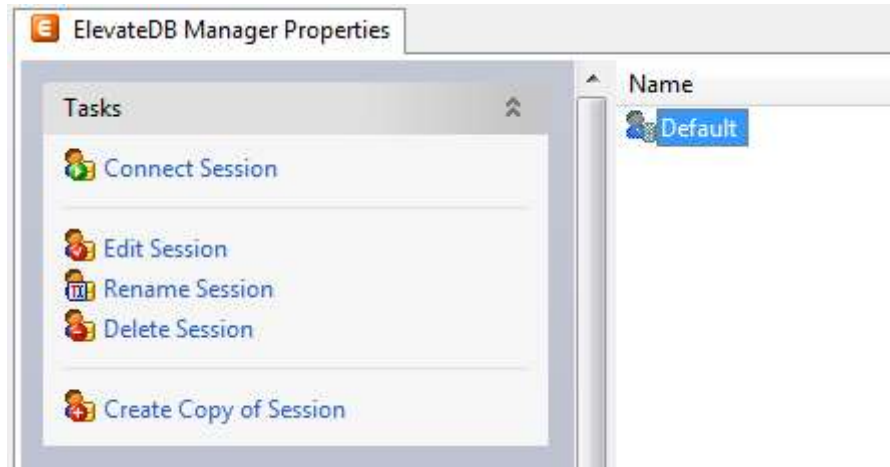 ElevateDB Manager Properties
Tasks
Connect Session
Edit Session
Rename Session
Delete Session
Create Copy of Session
Name
Default